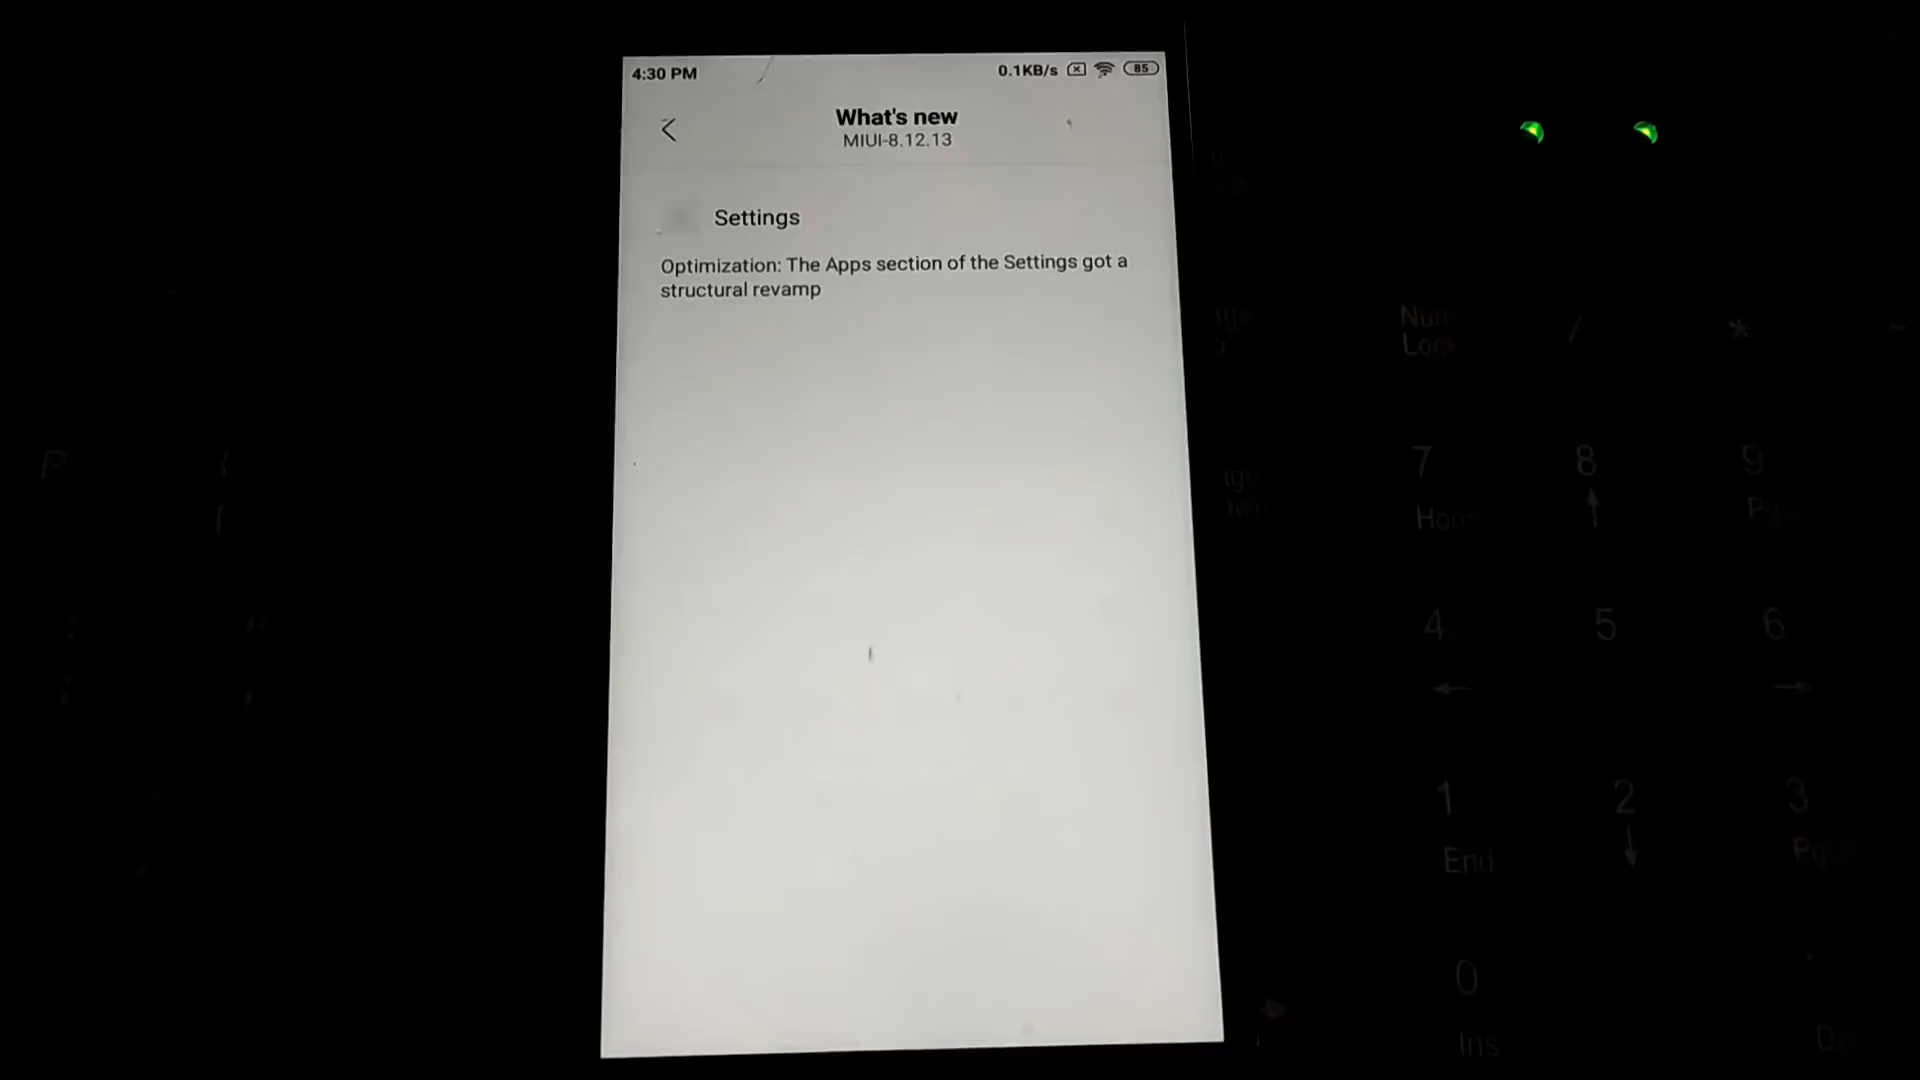 4:30 PM
0.1KB/s
85
What's new
MIUI-8.12.13
Settings
Optimization: The Apps section of the Settings got a
structural revamp
Num
Lock
/
*
-
7
8
9
Home
4
5
6
1
2
3
End
0
Ins